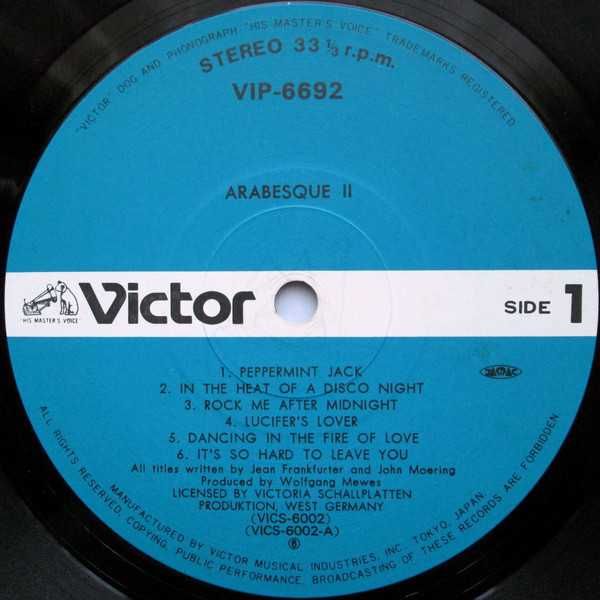 "VICTOR" DOG AND PHONOGRAPH "HIS MASTER'S VOICE" TRADEMARKS REGISTERED
STEREO 33 1/3 r.p.m.
VIP-6692
ARABESQUE II
"HIS MASTER'S VOICE"
Victor
SIDE 1
1. PEPPERMINT JACK
2. IN THE HEAT OF A DISCO NIGHT
3. ROCK ME AFTER MIDNIGHT
4. LUCIFER'S LOVER
5. DANCING IN THE FIRE OF LOVE
6. IT'S SO HARD TO LEAVE YOU
JASRAC
All titles written by Jean Frankfurter and John Moering
Produced by Wolfgang Mewes
LICENSED BY VICTORIA SCHALLPLATTEN
PRODUKTION, WEST GERMANY
(VICS-6002)
(VICS-6002-A)
6
MANUFACTURED BY VICTOR MUSICAL INDUSTRIES, INC. TOKYO, JAPAN.
ALL RIGHTS RESERVED, COPYING, PUBLIC PERFORMANCE, BROADCASTING OF THESE RECORDS ARE FORBIDDEN